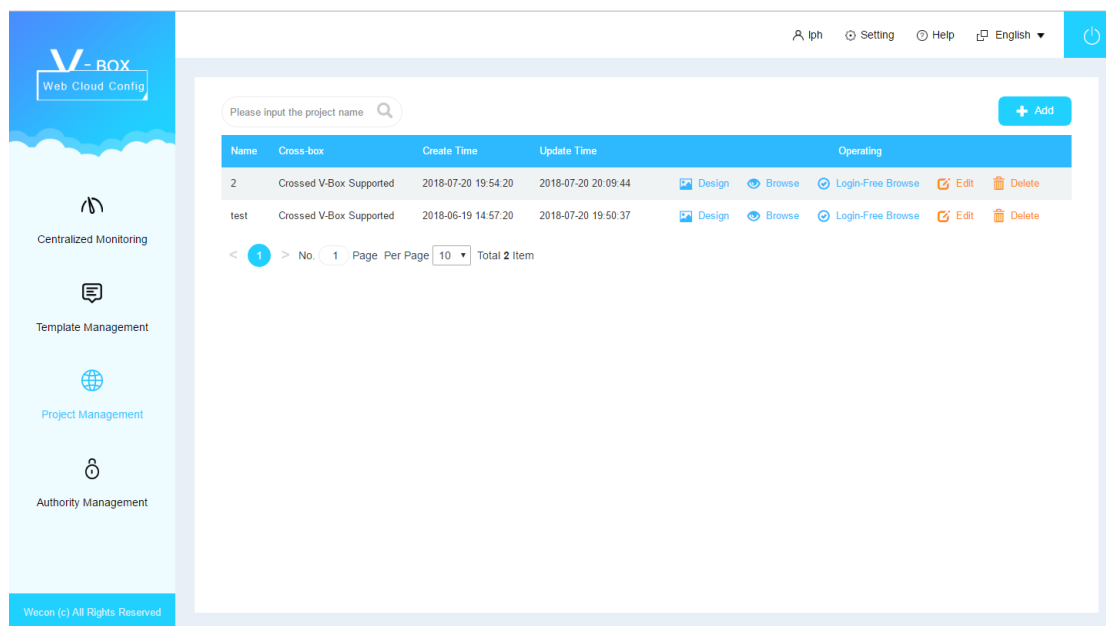 V-BOX
Web Cloud Config
lph Setting Help English
Please input the project name
Add
Name Cross-box Create Time Update Time Operating
2 Crossed V-Box Supported 2018-07-20 19:54:20 2018-07-20 20:09:44 Design Browse Login-Free Browse Edit Delete
test Crossed V-Box Supported 2018-06-19 14:57:20 2018-07-20 19:50:37 Design Browse Login-Free Browse Edit Delete
< 1 > No. 1 Page Per Page 10 Total 2 Item
Centralized Monitoring
Template Management
Project Management
Authority Management
Wecon (c) All Rights Reserved